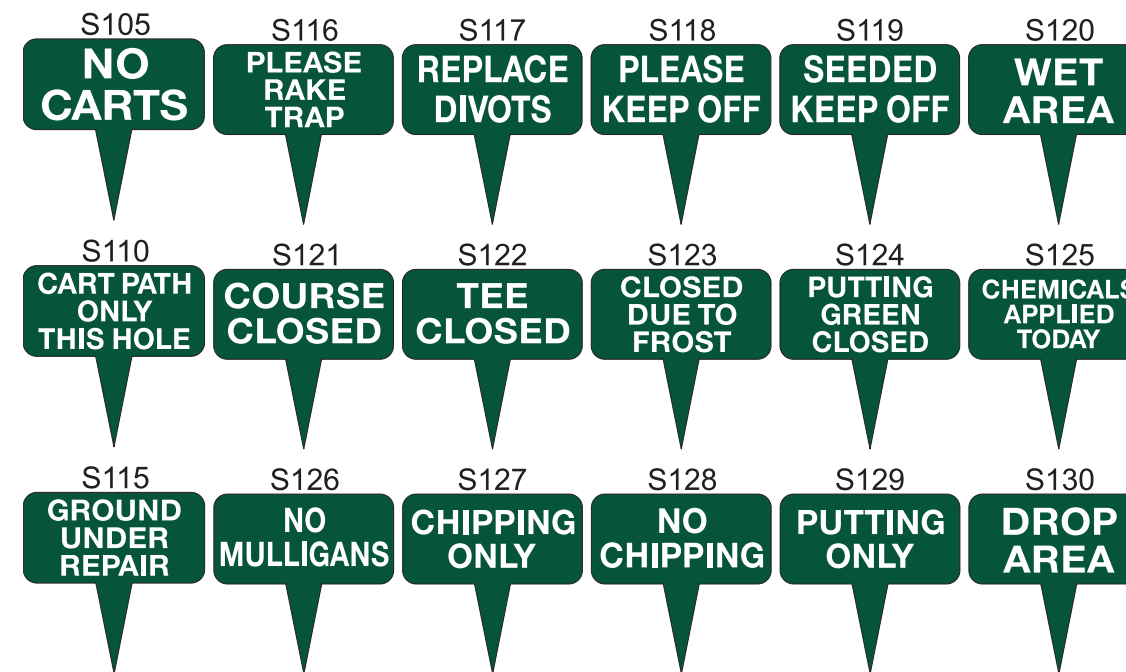 S105
NO
CARTS
S116
PLEASE
RAKE
TRAP
S117
REPLACE
DIVOTS
S118
PLEASE
KEEP OFF
S119
SEEDED
KEEP OFF
S120
WET
AREA
S110
CART PATH
ONLY
THIS HOLE
S121
COURSE
CLOSED
S122
TEE
CLOSED
S123
CLOSED
DUE TO
FROST
S124
PUTTING
GREEN
CLOSED
S125
CHEMICALS
APPLIED
TODAY
S115
GROUND
UNDER
REPAIR
S126
NO
MULLIGANS
S127
CHIPPING
ONLY
S128
NO
CHIPPING
S129
PUTTING
ONLY
S130
DROP
AREA